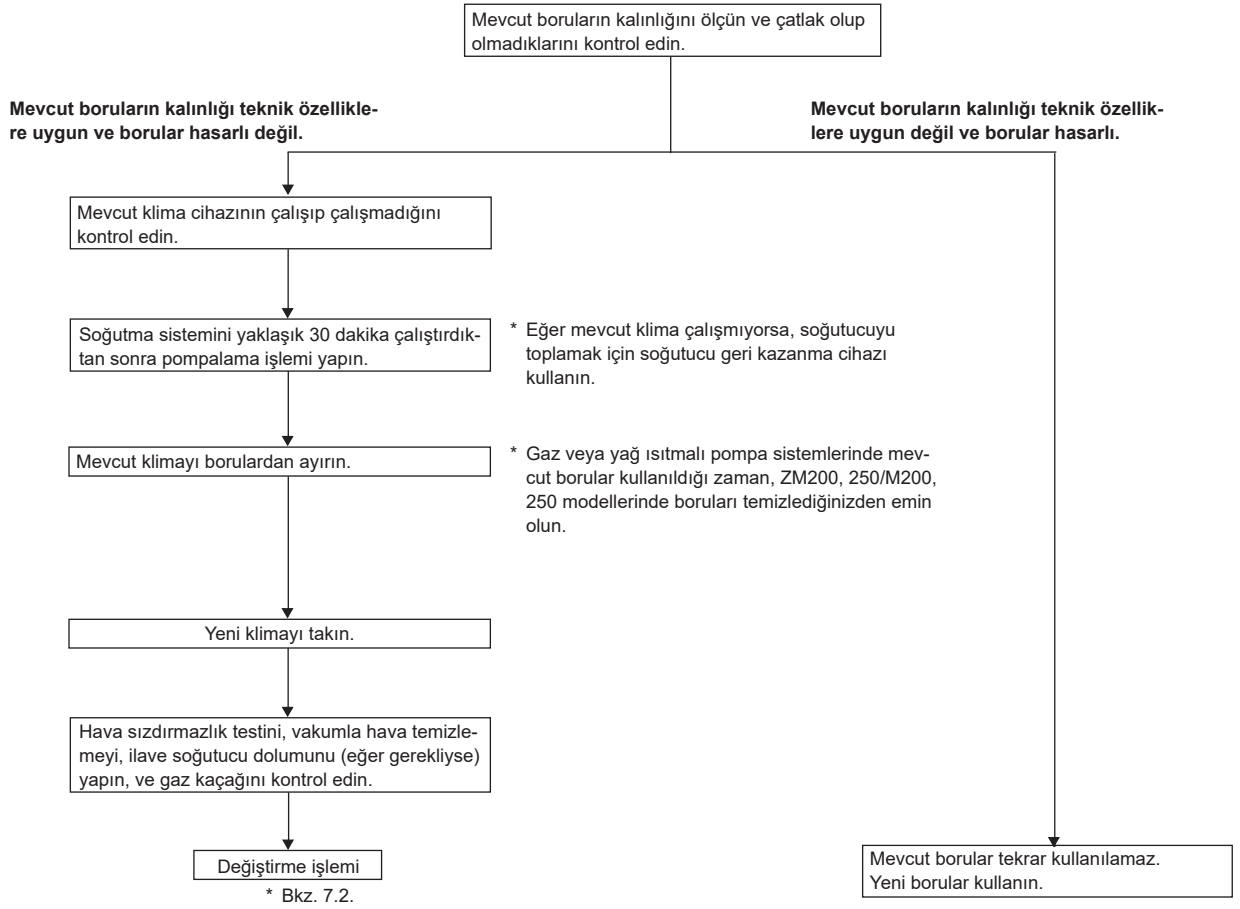 Mevcut boruların kalınlığını ölçün ve çatlak olup
olmadıklarını kontrol edin.
Mevcut boruların kalınlığı teknik özellikle-
re uygun ve borular hasarlı değil.
Mevcut boruların kalınlığı teknik özellik-
lere uygun değil ve borular hasarlı.
Mevcut klima cihazının çalışıp çalışmadığını
kontrol edin.
Soğutma sistemini yaklaşık 30 dakika çalıştırdık-
tan sonra pompalama işlemi yapın.
* Eğer mevcut klima çalışmıyorsa, soğutucuyu
toplamak için soğutucu geri kazanma cihazı
kullanın.
Mevcut klimayı borulardan ayırın.
* Gaz veya yağ ısıtmalı pompa sistemlerinde mev-
cut borular kullanıldığı zaman, ZM200, 250/M200,
250 modellerinde boruları temizlediğinizden emin
olun.
Yeni klimayı takın.
Hava sızdırmazlık testini, vakumla hava temizle-
meyi, ilave soğutucu dolumunu (eğer gerekliyse)
yapın, ve gaz kaçağını kontrol edin.
Değiştirme işlemi
* Bkz. 7.2.
Mevcut borular tekrar kullanılamaz.
Yeni borular kullanın.